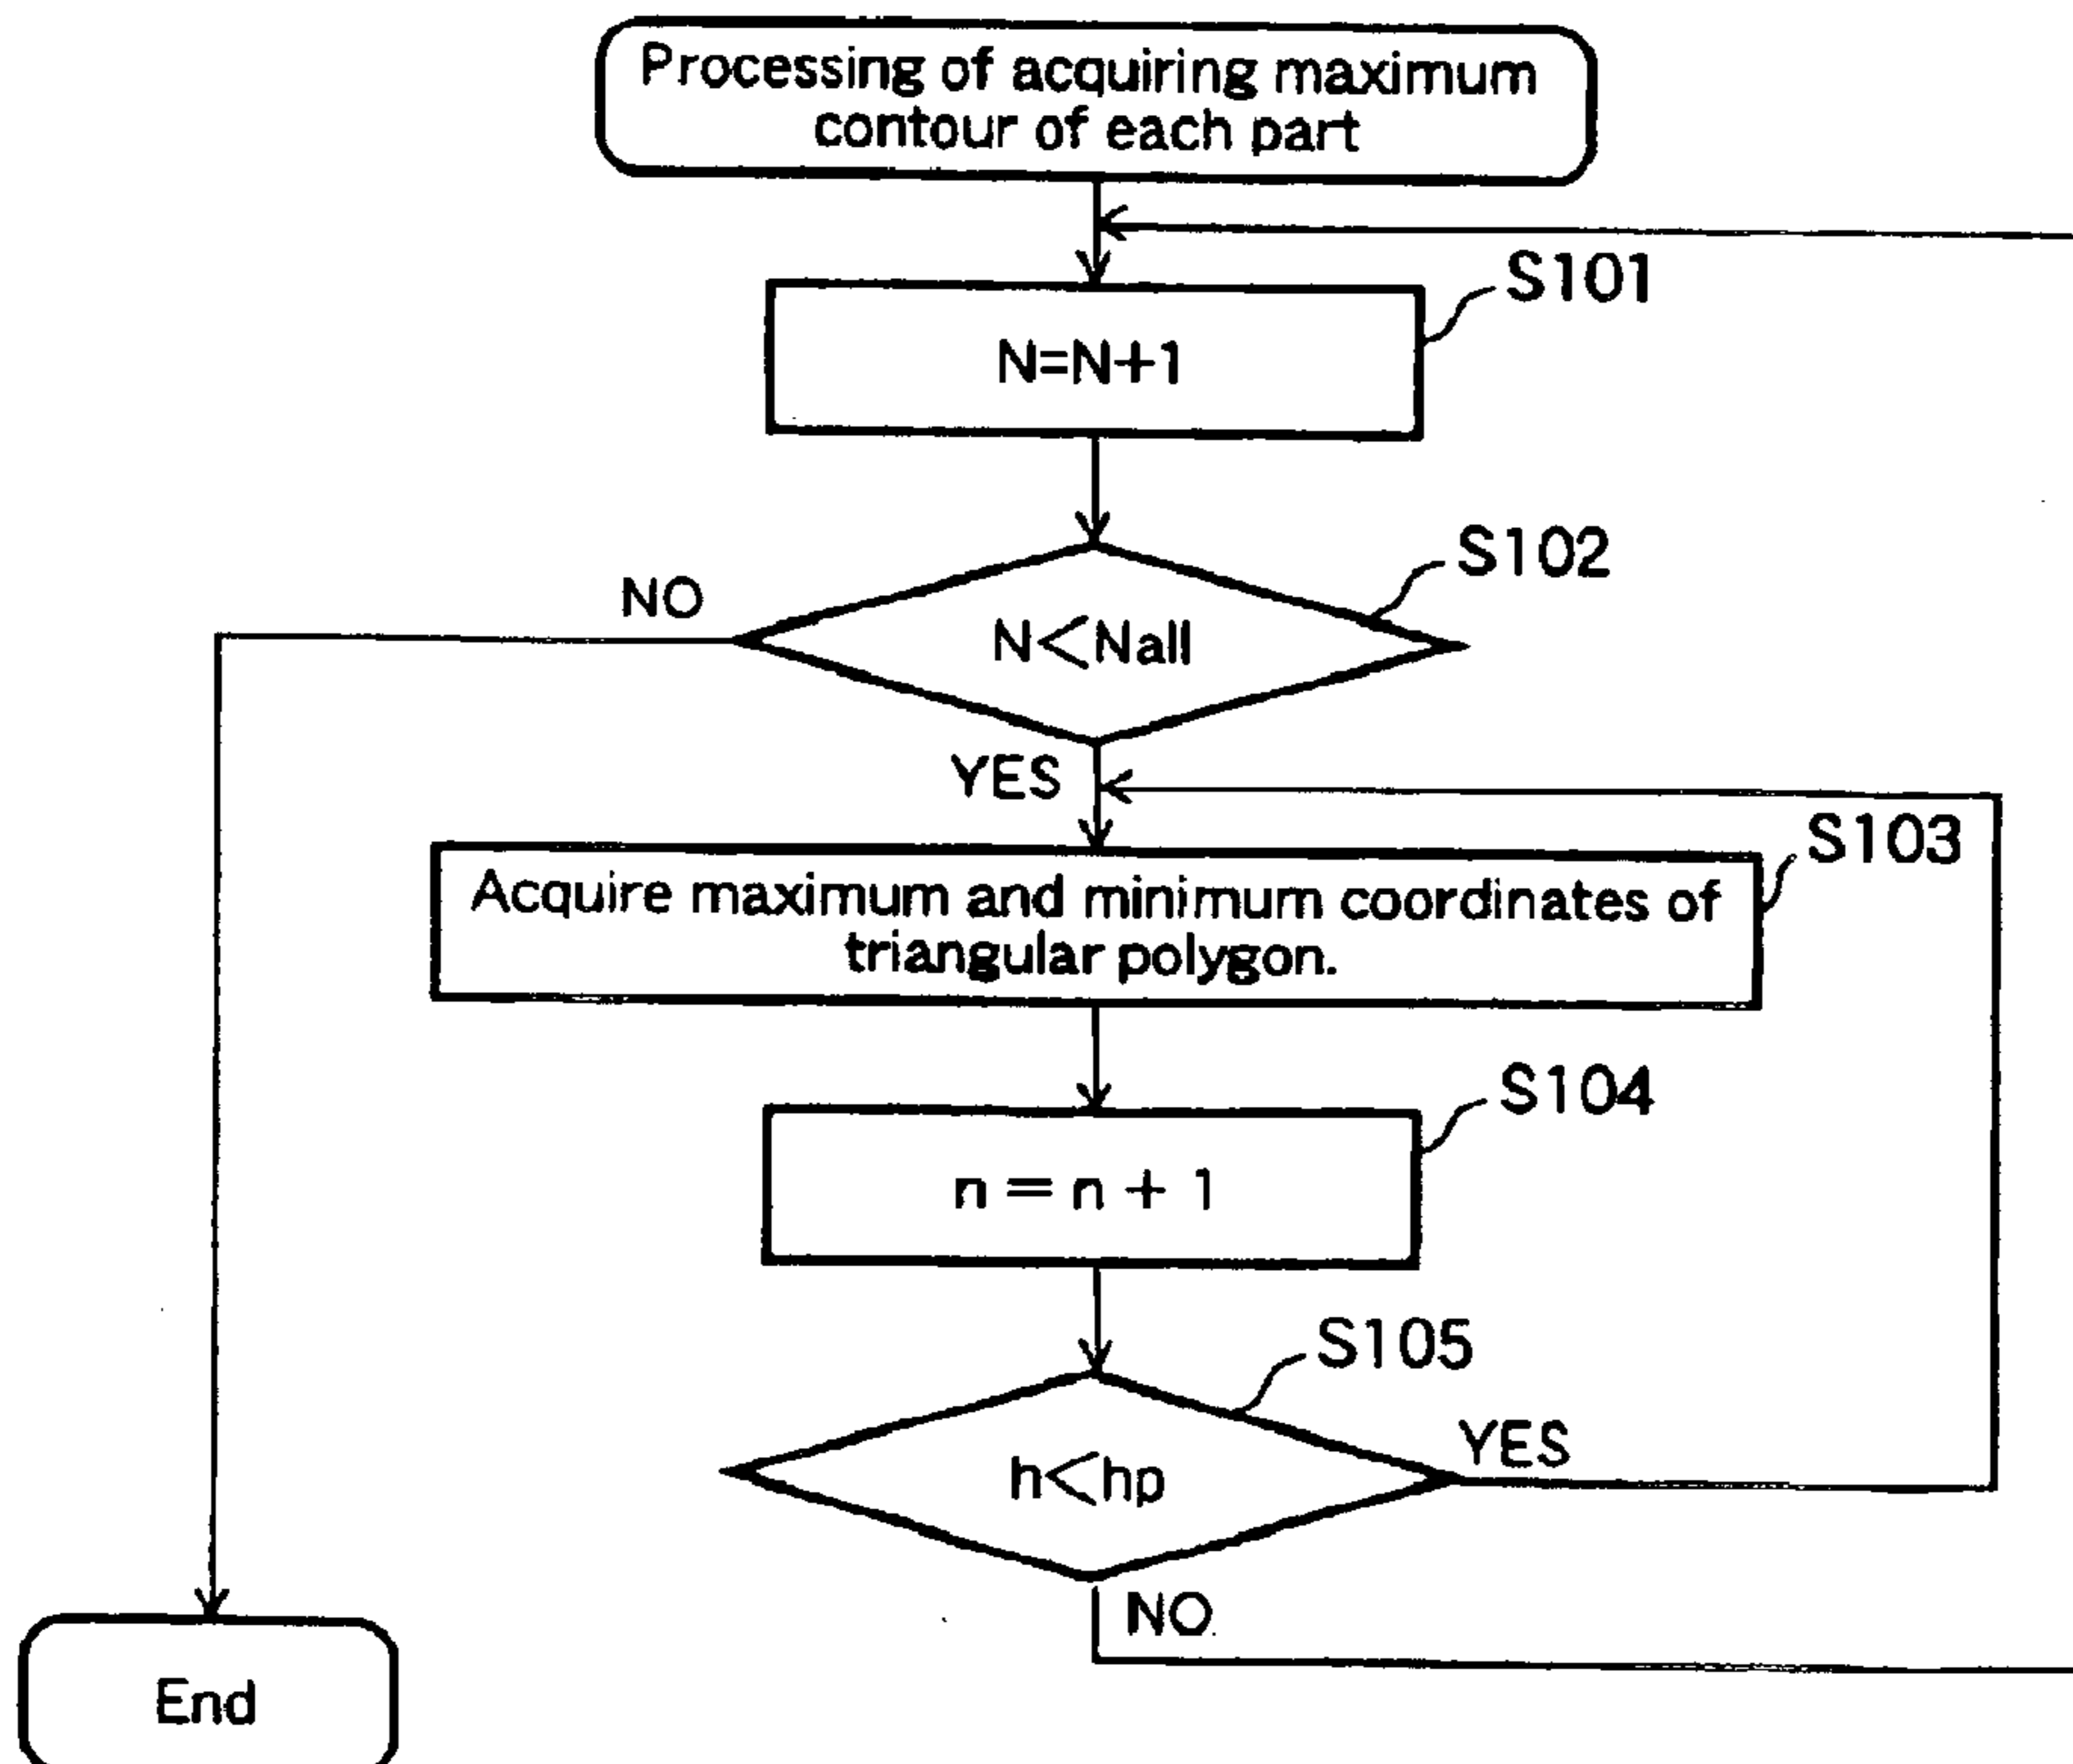 Processing of acquiring maximum
contour of each part
S101
N=N+1
S102
NO
N<Nall
YES
S103
Acquire maximum and minimum coordinates of
triangular polygon.
S104
n = n + 1
S105
YES
h<hp
NO
End